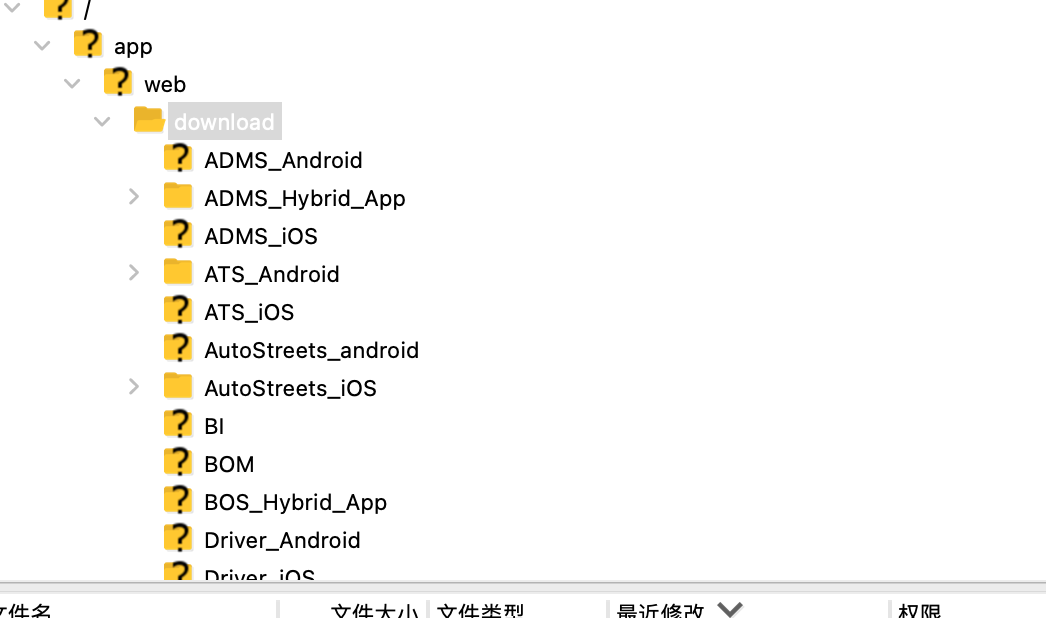 /
app
web
download
ADMS_Android
ADMS_Hybrid_App
ADMS_iOS
ATS_Android
ATS_iOS
AutoStreets_android
AutoStreets_iOS
BI
BOM
BOS_Hybrid_App
Driver_Android
Driver_iOS
文件名 文件大小 文件类型 最近修改 权限